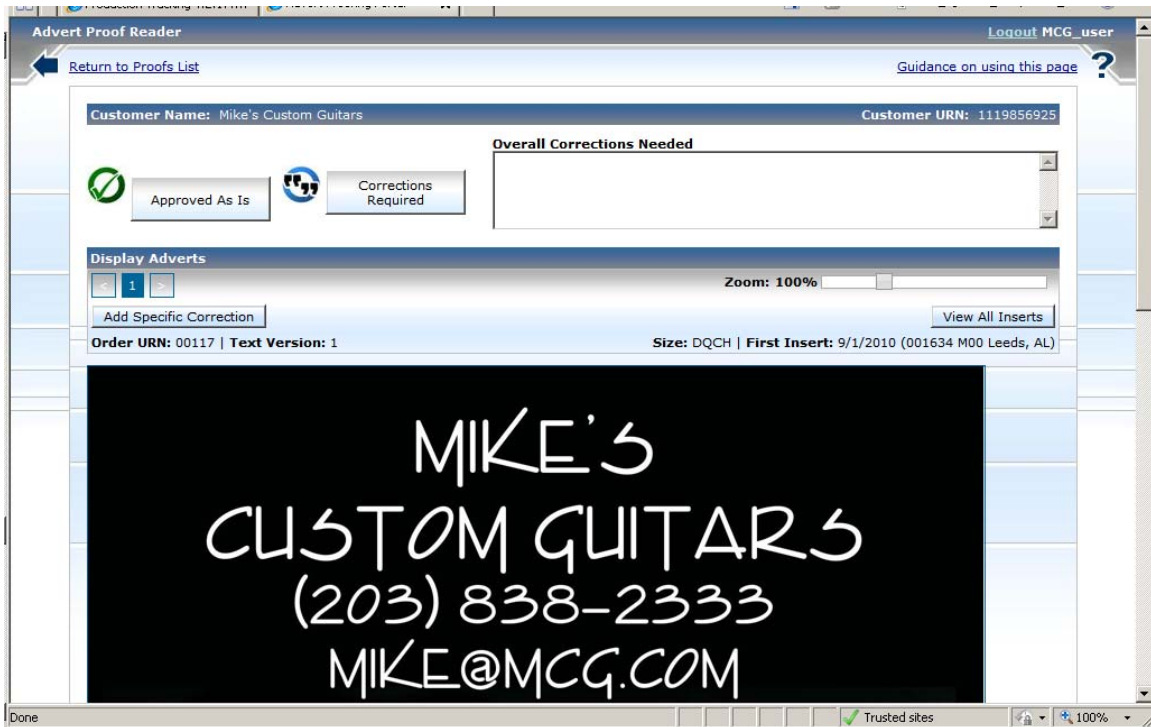 Advert Proof Reader
Logout MCG_user
Return to Proofs List
Guidance on using this page
?
Customer Name: Mike's Custom Guitars
Customer URN: 1119856925
Overall Corrections Needed
Approved As Is
Corrections
Required
Display Adverts
< 1 >
Zoom: 100%
Add Specific Correction
View All Inserts
Order URN: 00117 | Text Version: 1
Size: DQCH | First Insert: 9/1/2010 (001634 M00 Leeds, AL)
MIKE'S
CUSTOM GUITARS
(203) 838-2333
MIKE@MCG.COM
Done
Trusted sites
100%